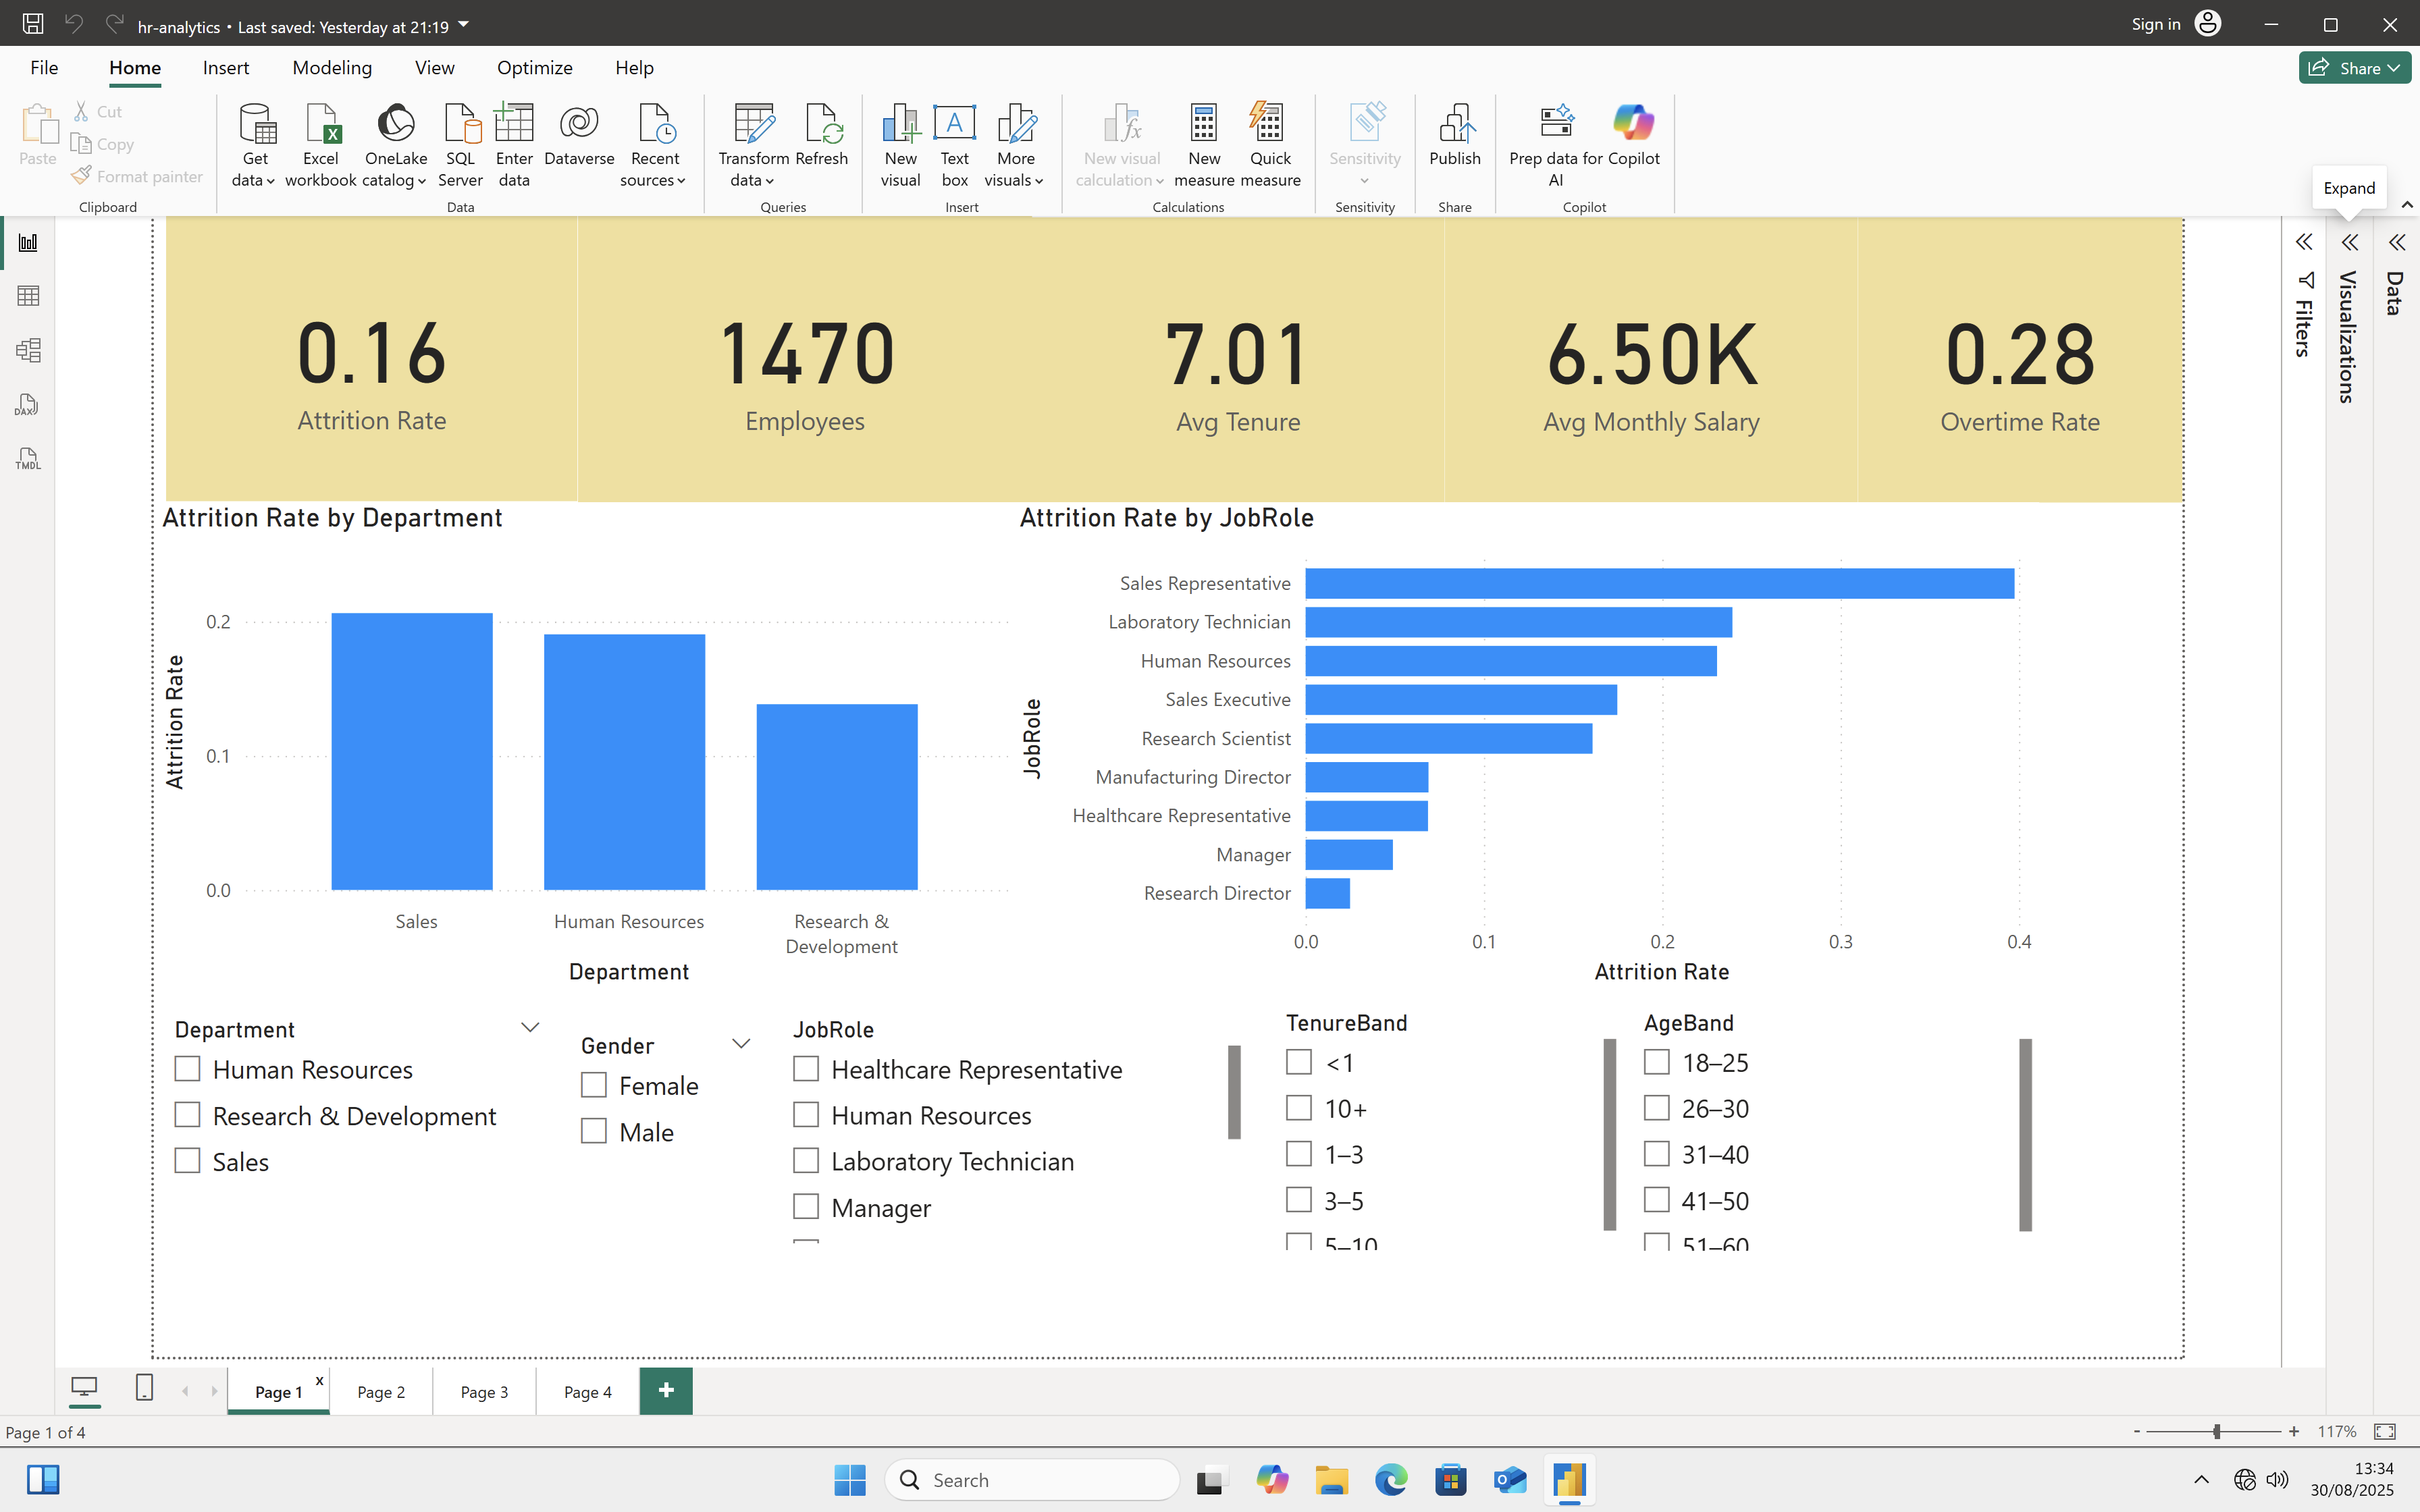 hr-analytics • Last saved: Yesterday at 21:19
Sign in
File Home Insert Modeling View Optimize Help
Share
Paste
Cut
Copy
Format painter
Get data
Excel workbook
OneLake catalog
SQL Server
Enter data
Dataverse
Recent sources
Transform data
Refresh
New visual
Text box
More visuals
New visual calculation
New measure
Quick measure
Sensitivity
Publish
Prep data for AI
Copilot
Clipboard Data Queries Insert Calculations Sensitivity Share Copilot
Expand
DAX
TMDL
Filters
Visualizations
Data
0.16
Attrition Rate
1470
Employees
7.01
Avg Tenure
6.50K
Avg Monthly Salary
0.28
Overtime Rate
Attrition Rate by Department
Attrition Rate
0.2
0.1
0.0
Sales
Human Resources
Research & Development
Department
Attrition Rate by JobRole
JobRole
Sales Representative
Laboratory Technician
Human Resources
Sales Executive
Research Scientist
Manufacturing Director
Healthcare Representative
Manager
Research Director
0.0 0.1 0.2 0.3 0.4
Attrition Rate
Department
Human Resources
Research & Development
Sales
Gender
Female
Male
JobRole
Healthcare Representative
Human Resources
Laboratory Technician
Manager
TenureBand
<1
10+
1–3
3–5
5–10
AgeBand
18–25
26–30
31–40
41–50
51–60
Page 1 x
Page 2
Page 3
Page 4
+
Page 1 of 4
- + 117%
Search
13:34
30/08/2025